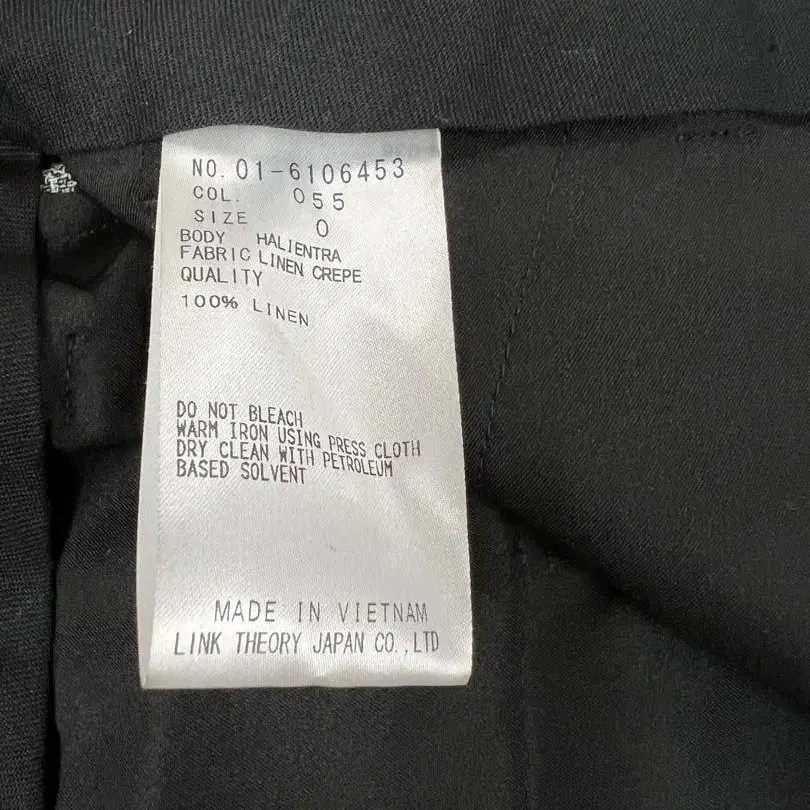 NO. 01-6106453
COL. 055
SIZE 0
BODY HALIENTRA
FABRIC LINEN CREPE
QUALITY
100% LINEN
DO NOT BLEACH
WARM IRON USING PRESS CLOTH
DRY CLEAN WITH PETROLEUM
BASED SOLVENT
MADE IN VIETNAM
LINK THEORY JAPAN CO.,LTD